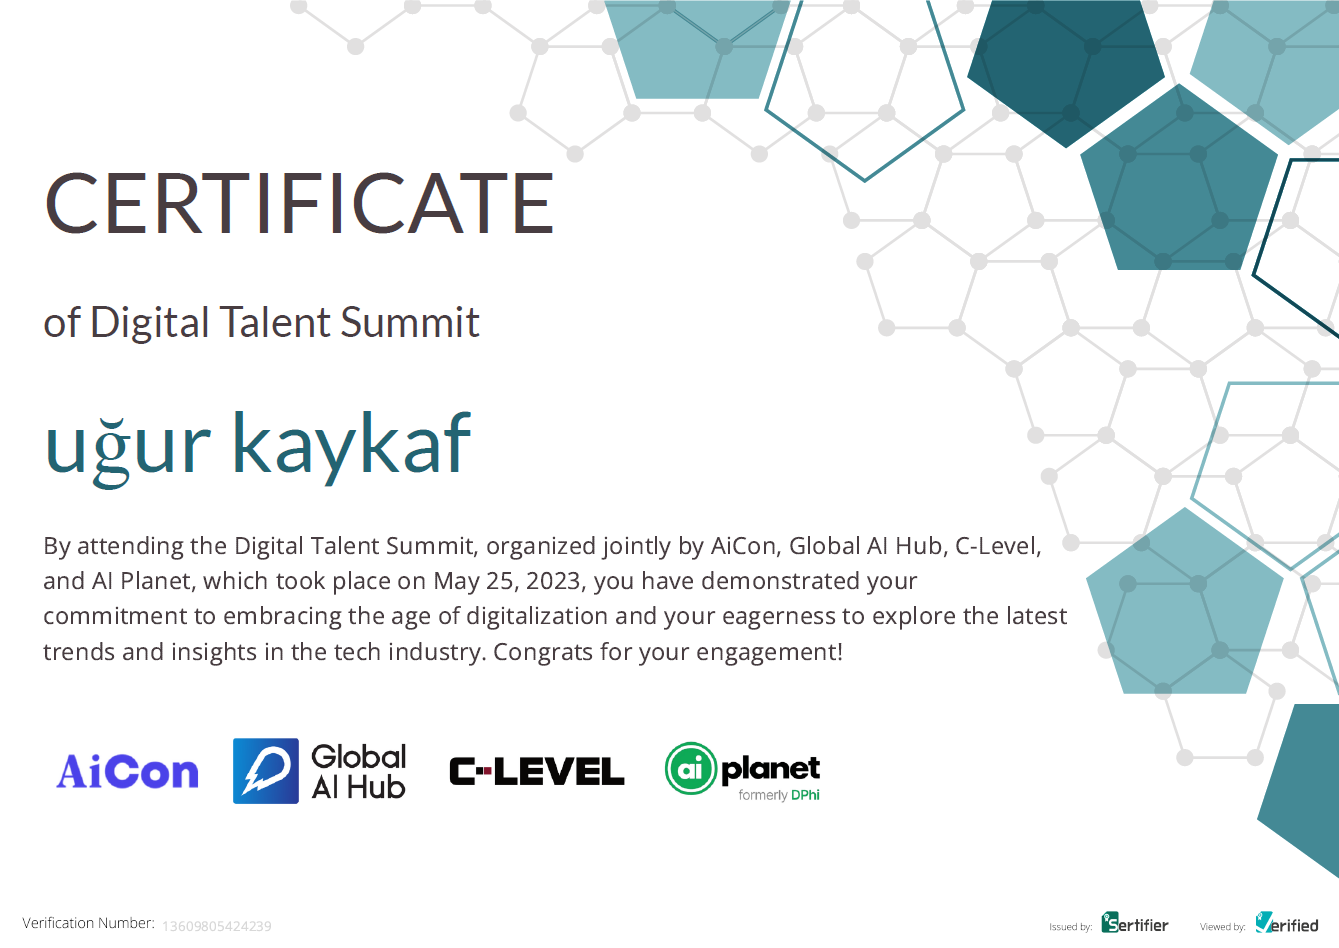 CERTIFICATE
of Digital Talent Summit
uğur kaykaf
By attending the Digital Talent Summit, organized jointly by AiCon, Global AI Hub, C-Level,
and AI Planet, which took place on May 25, 2023, you have demonstrated your
commitment to embracing the age of digitalization and your eagerness to explore the latest
trends and insights in the tech industry. Congrats for your engagement!
AiCon
Global
AI Hub
C-LEVEL
ai planet
formerly DPhi
Verification Number: 13609805424239
Issued by: Sertifier
Viewed by: Verified